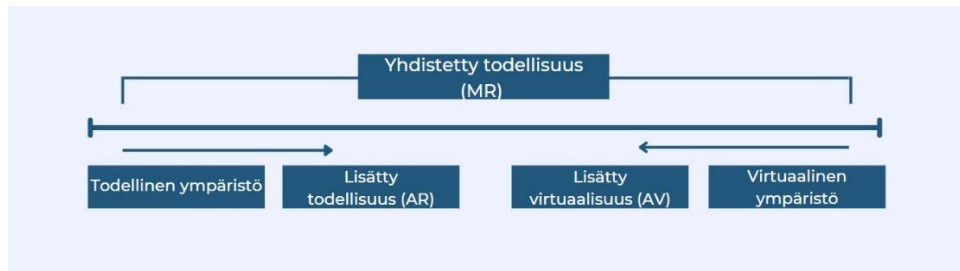 Yhdistetty todellisuus
(MR)
Todellinen ympäristö
Lisätty
todellisuus (AR)
Lisätty
virtuaalisuus (AV)
Virtuaalinen
ympäristö